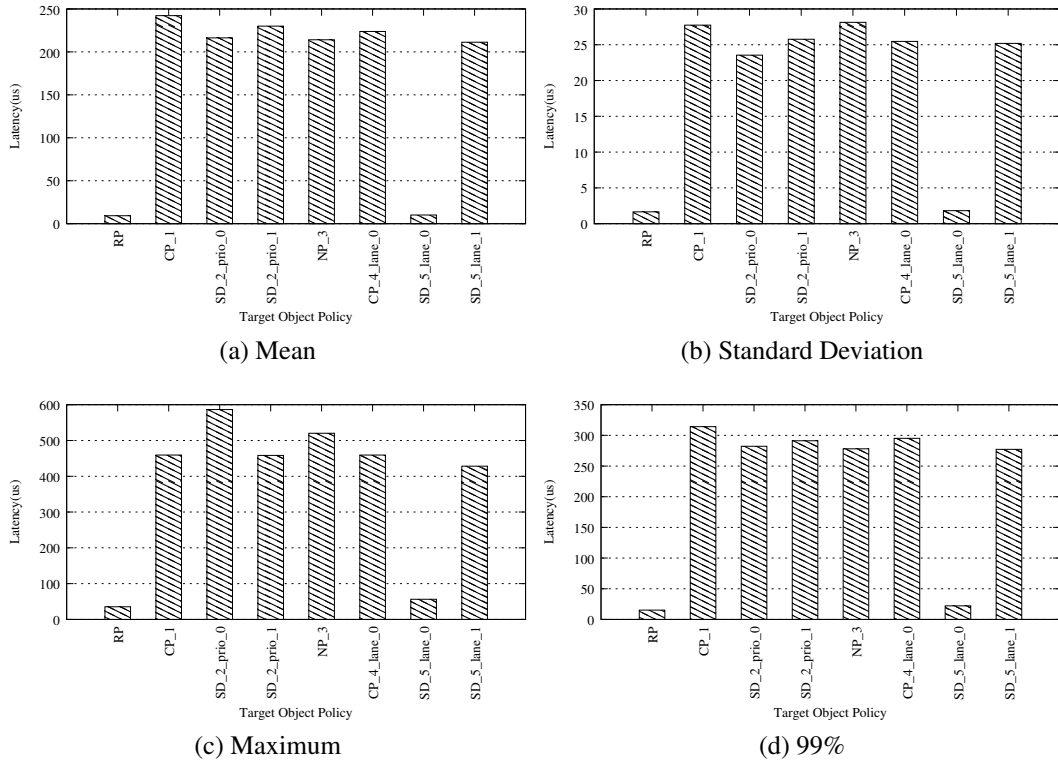 Latency(us)
250
200
150
100
50
0
RP
CP_1
SD_2_prio_0
SD_2_prio_1
NP_3
CP_4_lane_0
SD_5_lane_0
SD_5_lane_1
Target Object Policy
(a) Mean
Latency(us)
30
25
20
15
10
5
0
RP
CP_1
SD_2_prio_0
SD_2_prio_1
NP_3
CP_4_lane_0
SD_5_lane_0
SD_5_lane_1
Target Object Policy
(b) Standard Deviation
Latency(us)
600
500
400
300
200
100
0
RP
CP_1
SD_2_prio_0
SD_2_prio_1
NP_3
CP_4_lane_0
SD_5_lane_0
SD_5_lane_1
Target Object Policy
(c) Maximum
Latency(us)
350
300
250
200
150
100
50
0
RP
CP_1
SD_2_prio_0
SD_2_prio_1
NP_3
CP_4_lane_0
SD_5_lane_0
SD_5_lane_1
Target Object Policy
(d) 99%